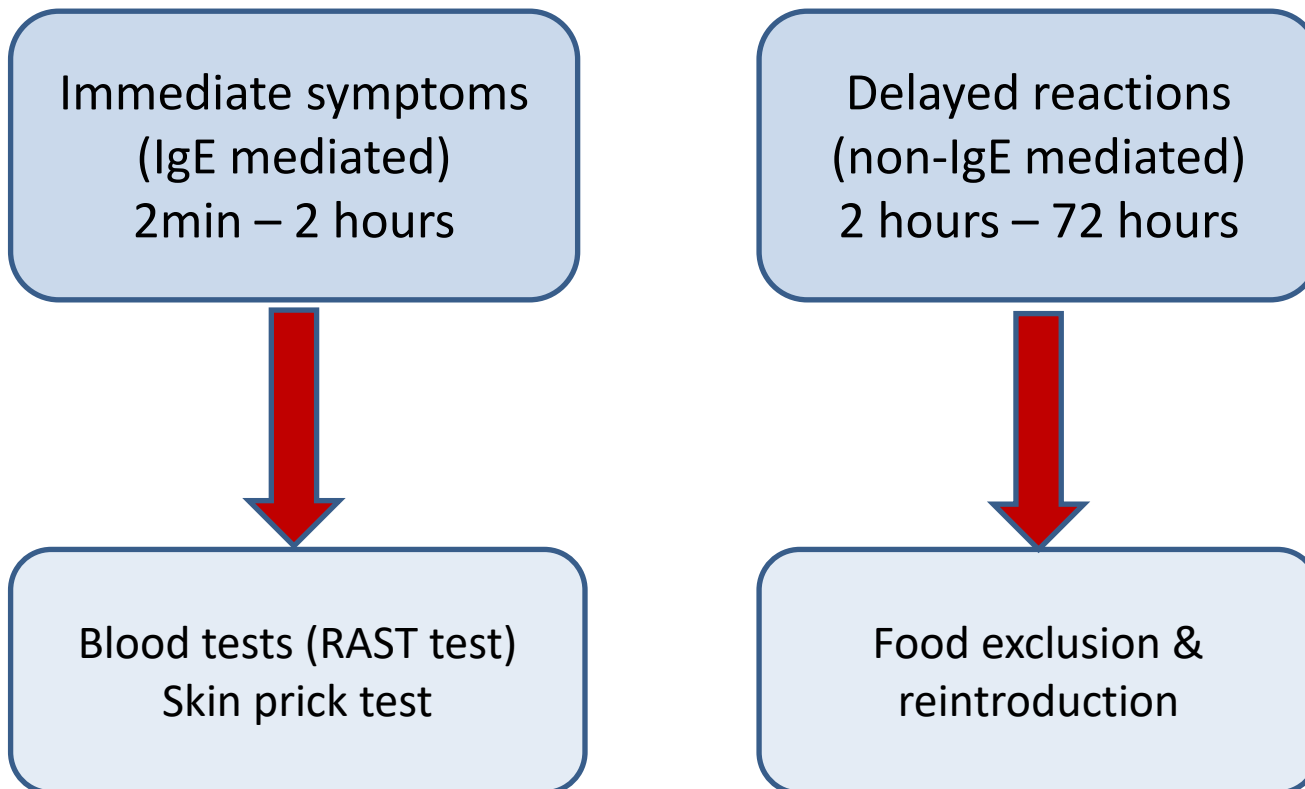 Immediate symptoms
(IgE mediated)
2min – 2 hours
Blood tests (RAST test)
Skin prick test
Delayed reactions
(non-IgE mediated)
2 hours – 72 hours
Food exclusion &
reintroduction